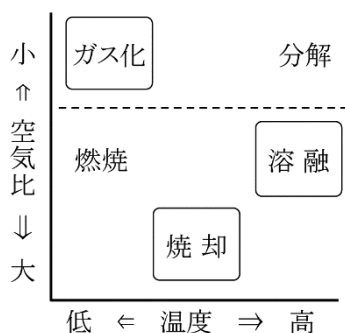 小
⇑
空気比
⇓
大
ガス化
分解
燃焼
溶融
焼却
低 ⇐ 温度 ⇒ 高